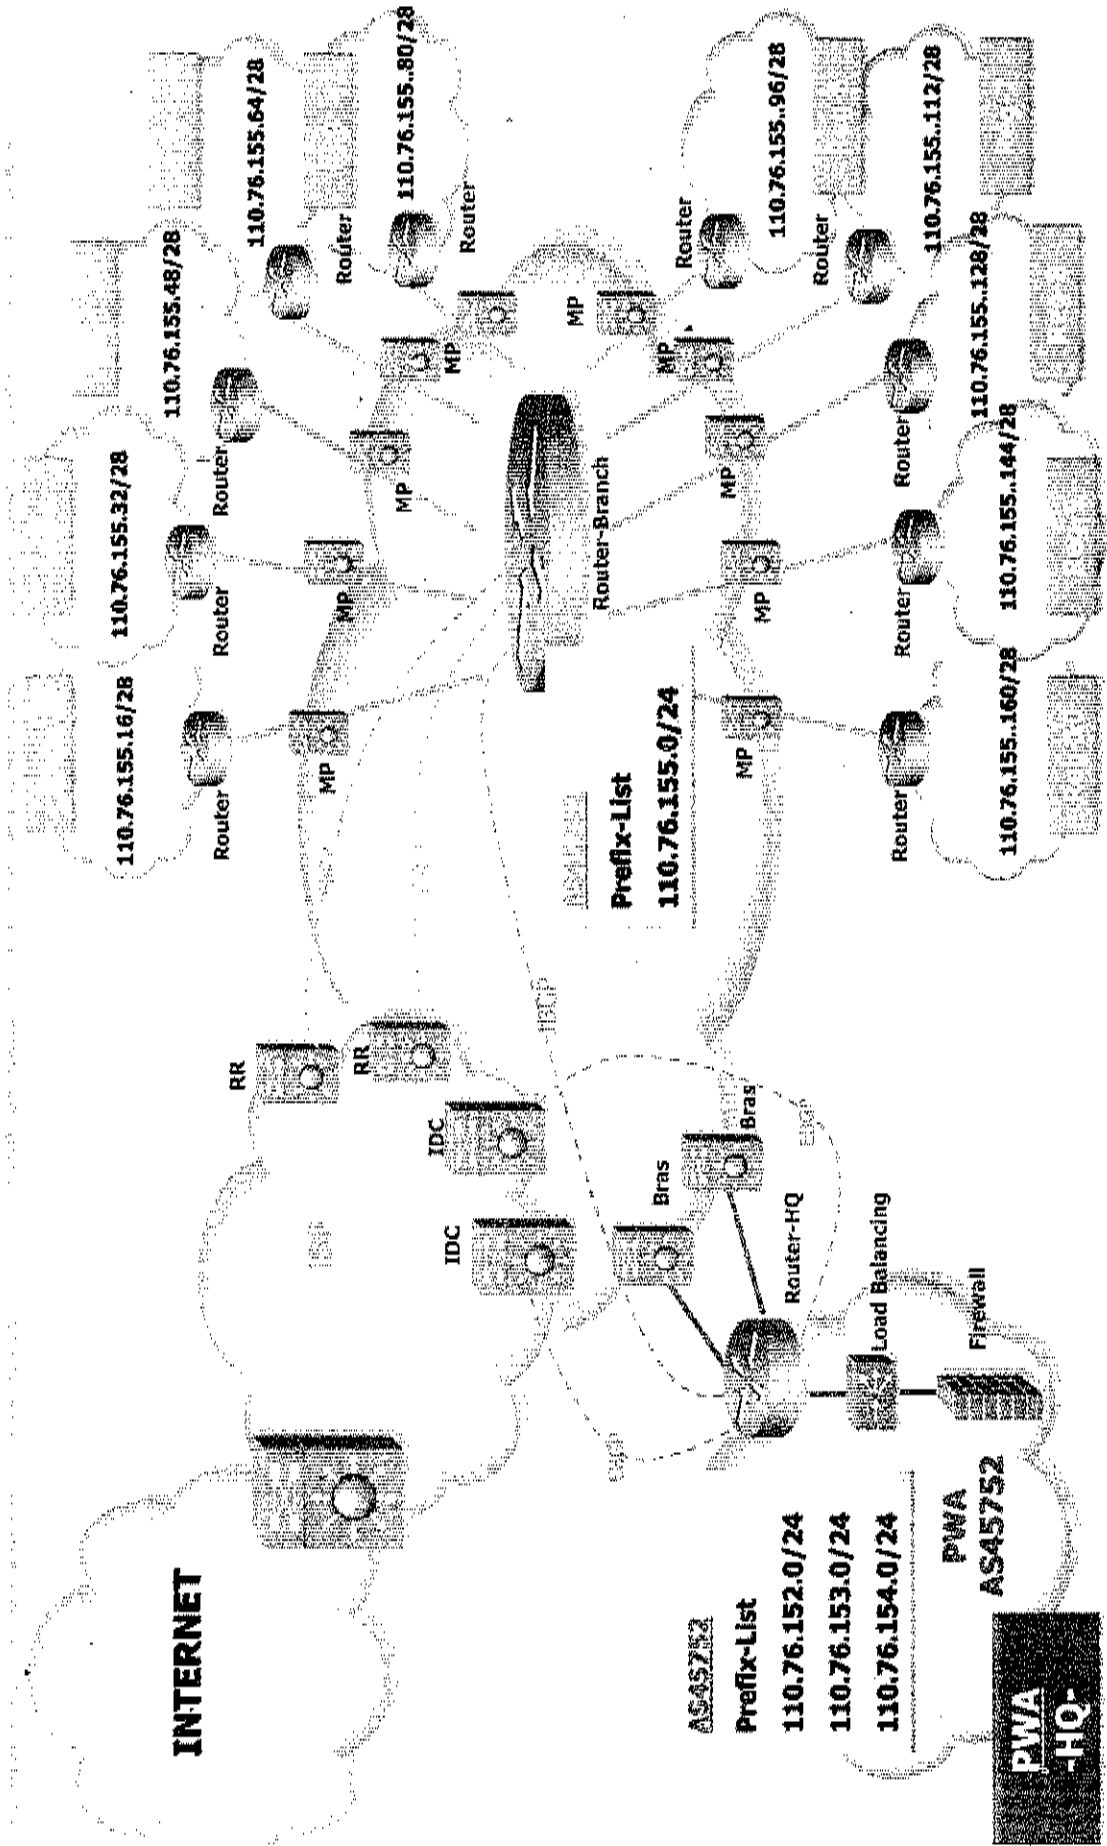 INTERNET
AS45752
Prefix-List
110.76.152.0/24
110.76.153.0/24
110.76.154.0/24
PWA
-HQ-
PWA
AS45752
Firewall
Load Balancing
Router-HQ
Bras
Bras
IDC
IDC
RR
RR
Prefix-List
110.76.155.0/24
Router-Branch
110.76.155.16/28
Router
MP
110.76.155.32/28
Router
MP
110.76.155.48/28
Router
MP
110.76.155.64/28
Router
MP
110.76.155..80/28
Router
MP
110.76.155..96/28
Router
MP
110.76.155..112/28
Router
MP
110.76.155..128/28
Router
MP
110.76.155..144/28
Router
MP
110.76.155..160/28
Router